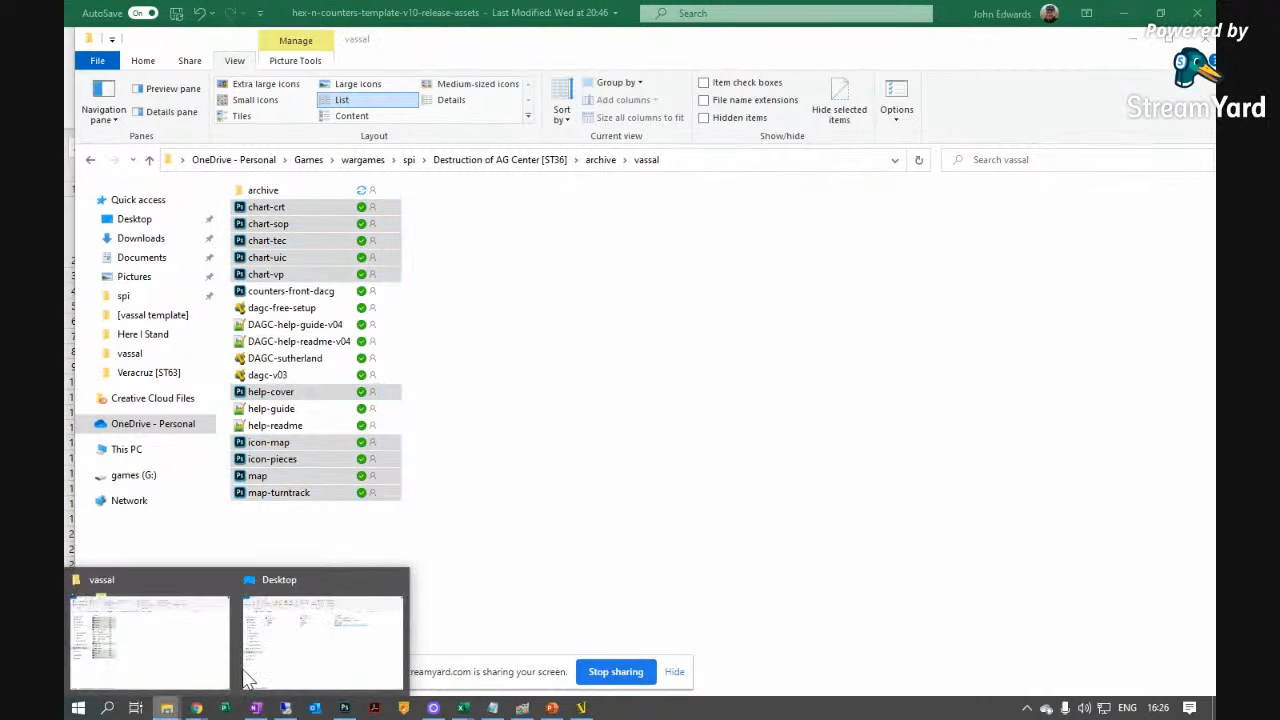 AutoSave On hex-n-counters-template-v10-release-assets - Last Modified: Wed at 20:46 Search John Edwards
Powered by
StreamYard
Manage vassal
File Home Share View Picture Tools
Navigation pane
Preview pane
Details pane
Panes
Extra large icons Large icons Medium-sized icons
Small icons List Details
Tiles Content
Layout
Sort by
Group by
Add columns
Size all columns to fit
Current view
Item check boxes
File name extensions
Hidden items
Hide selected items
Show/hide
Options
OneDrive - Personal Games wargames spi Destruction of AG Center [ST36] archive vassal Search vassal
Quick access
Desktop
Downloads
Documents
Pictures
spi
[vassal template]
Here I Stand
vassal
Veracruz [ST63]
Creative Cloud Files
OneDrive - Personal
This PC
games (G:)
Network
archive
chart-crt
chart-sop
chart-tec
chart-uic
chart-vp
counters-front-dacg
dagc-free-setup
DAGC-help-guide-v04
DAGC-help-readme-v04
DAGC-sutherland
dagc-v03
help-cover
help-guide
help-readme
icon-map
icon-pieces
map
map-turntrack
vassal Desktop
streamyard.com is sharing your screen. Stop sharing Hide
ENG 16:26